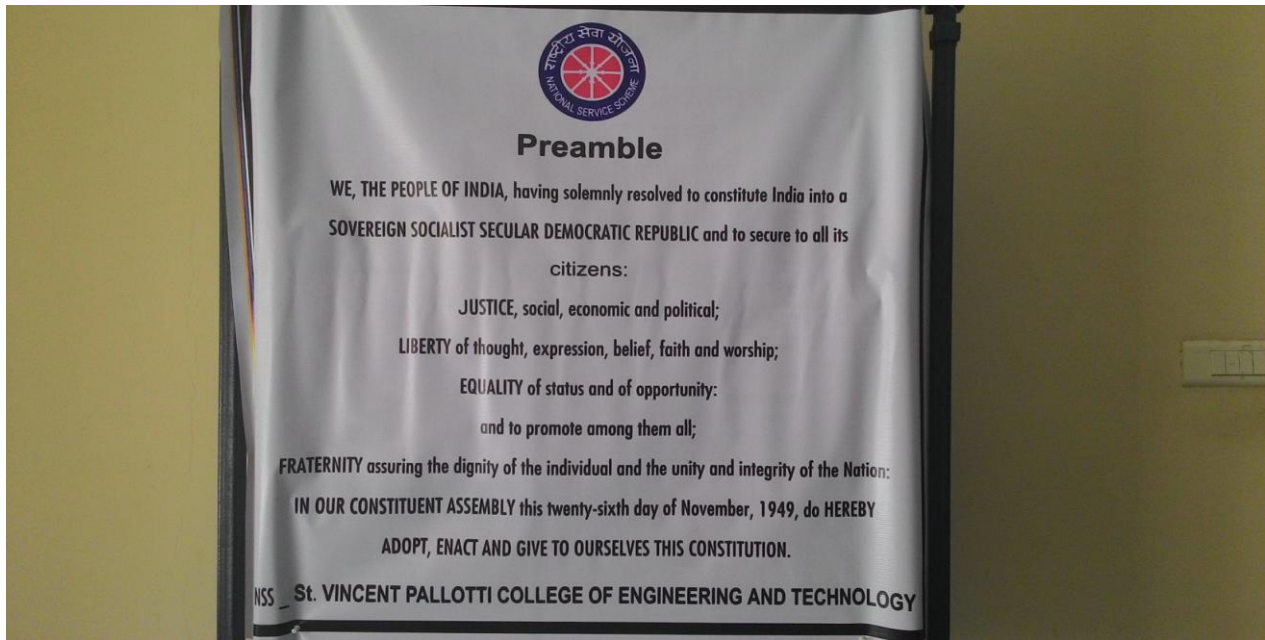 राष्ट्रीय सेवा योजना
NATIONAL SERVICE SCHEME
Preamble
WE, THE PEOPLE OF INDIA, having solemnly resolved to constitute India into a
SOVEREIGN SOCIALIST SECULAR DEMOCRATIC REPUBLIC and to secure to all its
citizens:
JUSTICE, social, economic and political;
LIBERTY of thought, expression, belief, faith and worship;
EQUALITY of status and of opportunity:
and to promote among them all;
FRATERNITY assuring the dignity of the individual and the unity and integrity of the Nation:
IN OUR CONSTITUENT ASSEMBLY this twenty-sixth day of November, 1949, do HEREBY
ADOPT, ENACT AND GIVE TO OURSELVES THIS CONSTITUTION.
NSS _ St. VINCENT PALLOTTI COLLEGE OF ENGINEERING AND TECHNOLOGY